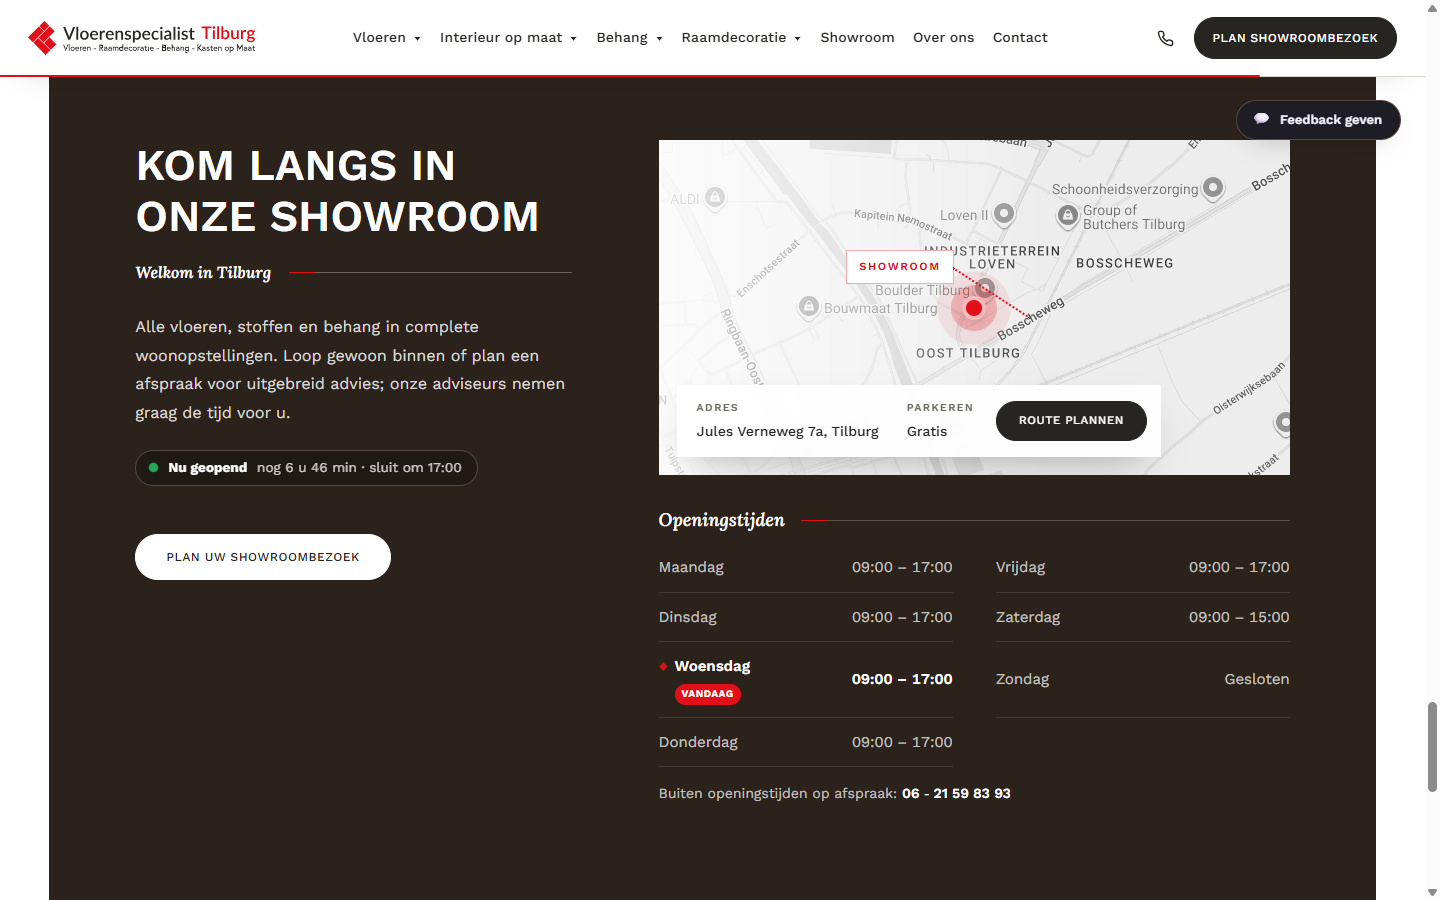 Vloerenspecialist Tilburg
Vloeren - Raamdecoratie - Behang - Kasten op Maat
Vloeren
Interieur op maat
Behang
Raamdecoratie
Showroom
Over ons
Contact
PLAN SHOWROOMBEZOEK
Feedback geven
KOM LANGS IN
ONZE SHOWROOM
Welkom in Tilburg
Alle vloeren, stoffen en behang in complete
woonopstellingen. Loop gewoon binnen of plan een
afspraak voor uitgebreid advies; onze adviseurs nemen
graag de tijd voor u.
Nu geopend nog 6 u 46 min · sluit om 17:00
PLAN UW SHOWROOMBEZOEK
ALDI
Kapitein Nemostraat
Loven II
Schoonheidsverzorging
Group of
Butchers Tilburg
Enschotsestraat
INDUSTRIETERREIN
LOVEN
BOSSCHEWEG
SHOWROOM
Boulder Tilburg
Bouwmaat Tilburg
Bosscheweg
Ringbaan-Oost
OOST TILBURG
Oisterwijksebaan
ADRES
Jules Verneweg 7a, Tilburg
PARKEREN
Gratis
ROUTE PLANNEN
Openingstijden
Maandag 09:00 – 17:00
Dinsdag 09:00 – 17:00
Woensdag 09:00 – 17:00
VANDAAG
Donderdag 09:00 – 17:00
Vrijdag 09:00 – 17:00
Zaterdag 09:00 – 15:00
Zondag Gesloten
Buiten openingstijden op afspraak: 06 - 21 59 83 93